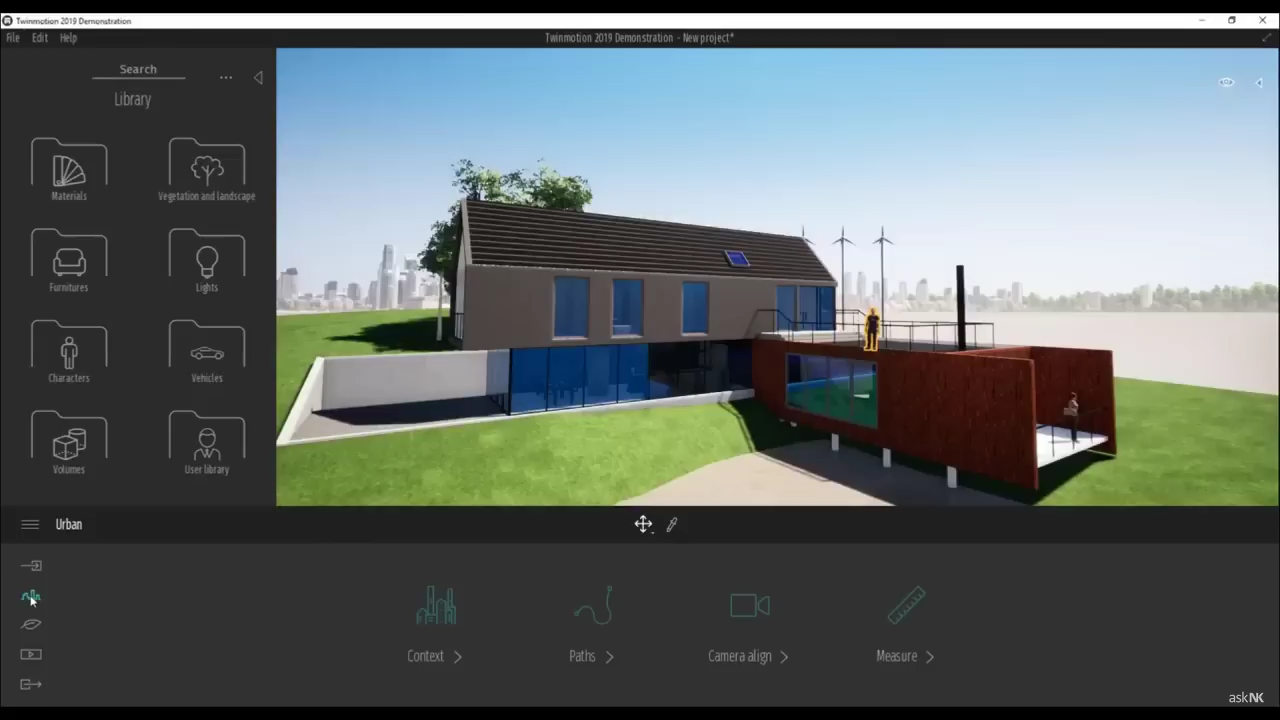 Twinmotion 2019 Demonstration
File Edit Help
Twinmotion 2019 Demonstration - New project*
Search
...
Library
Materials
Vegetation and landscape
Furnitures
Lights
Characters
Vehicles
Volumes
User library
Urban
Context
Paths
Camera align
Measure
askNK